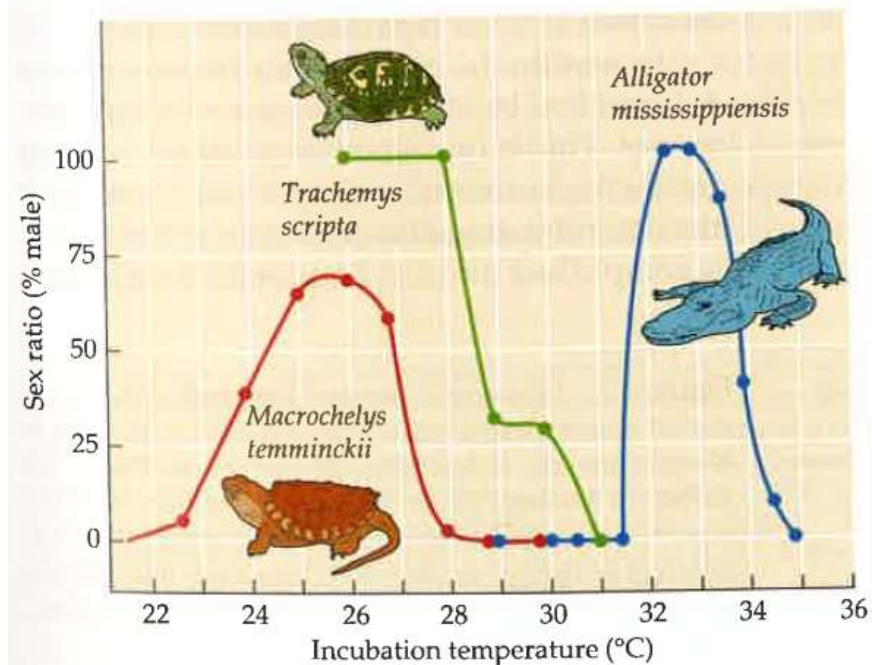 Alligator
mississippiensis
100
Trachemys
scripta
75
Sex ratio (% male)
50
Macrochelys
temminckii
25
0
22 24 26 28 30 32 34 36
Incubation temperature (°C)